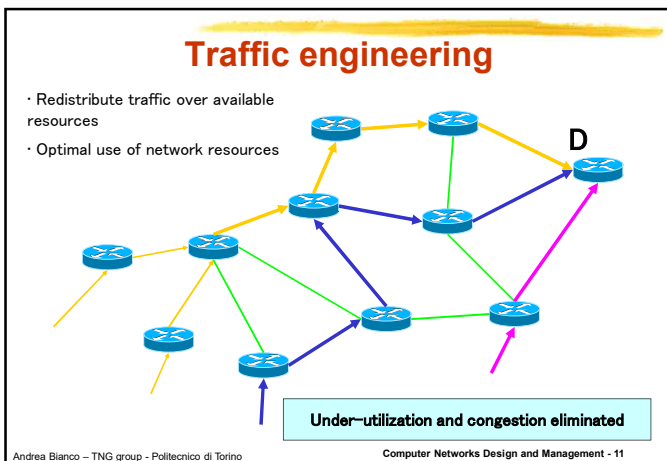 Traffic engineering
· Redistribute traffic over available
resources
· Optimal use of network resources
D
Under-utilization and congestion eliminated
Andrea Bianco – TNG group - Politecnico di Torino
Computer Networks Design and Management - 11